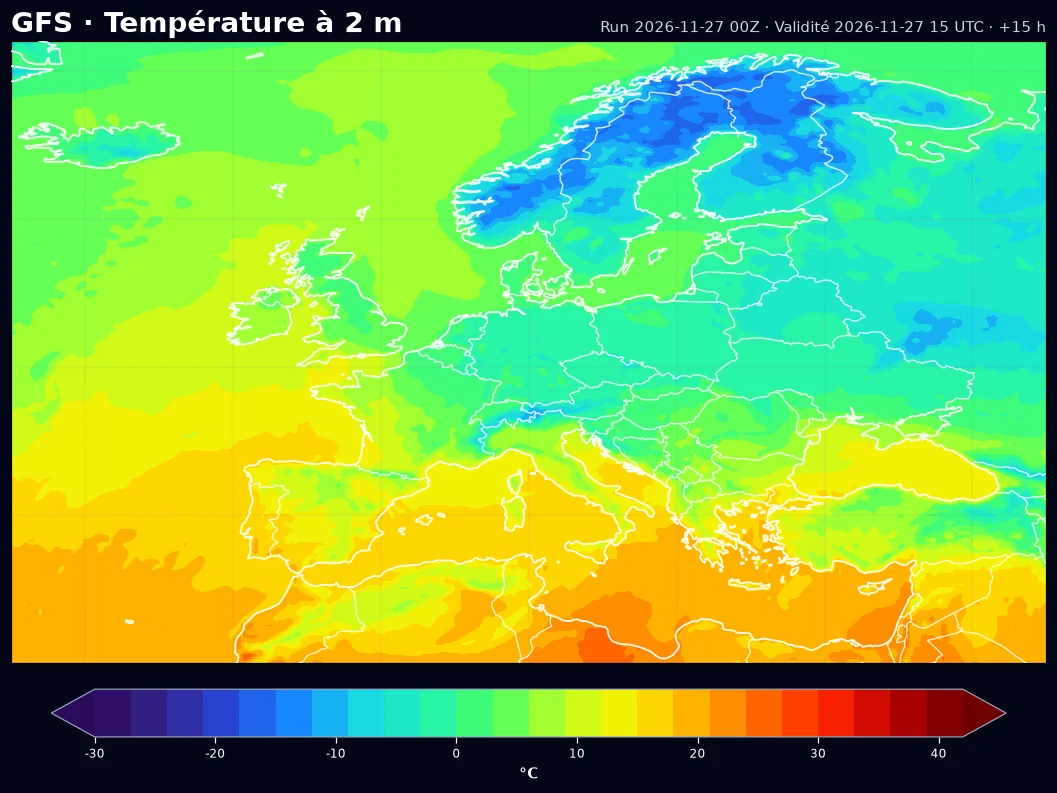 GFS · Température à 2 m
Run 2026-11-27 00Z · Validité 2026-11-27 15 UTC · +15 h
-30 -20 -10 0 10 20 30 40
°C